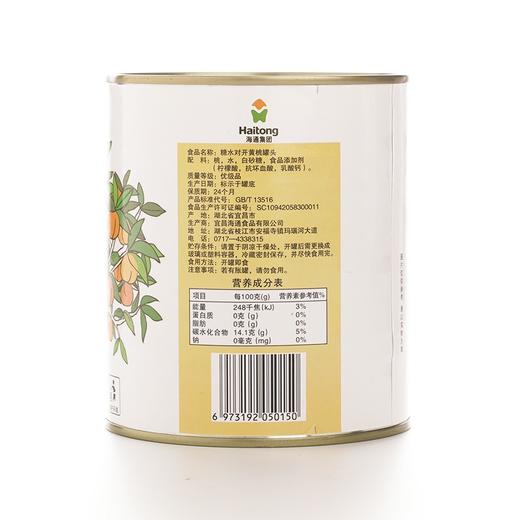 Haitong
海通集团
食品名称：糖水对开黄桃罐头
配　料：桃，水，白砂糖，食品添加剂
（柠檬酸，抗坏血酸，乳酸钙）
质量等级：优级品
生产日期：标示于罐底
保质期：24个月
产品标准代号：GB/T 13516
食品生产许可证编号：SC10942058300011
产　地：湖北省宜昌市
生产商：宜昌海通食品有限公司
地　址：湖北省枝江市安福寺镇玛瑙河大道
电　话：0717—4338315
贮存条件：请置于阴凉干燥处，开罐后需更换成
玻璃或塑料容器，冷藏密封保存，并尽快食用。
食用方法：开罐即食
注意事项：若有胀罐，请勿食用。
营养成分表
项目 每100克(g) 营养素参考值%
能量 248千焦(kJ) 3%
蛋白质 0克(g) 0%
脂肪 0克(g) 0%
碳水化合物 14.1克(g) 5%
钠 0毫克(mg) 0%
6 973192 050150